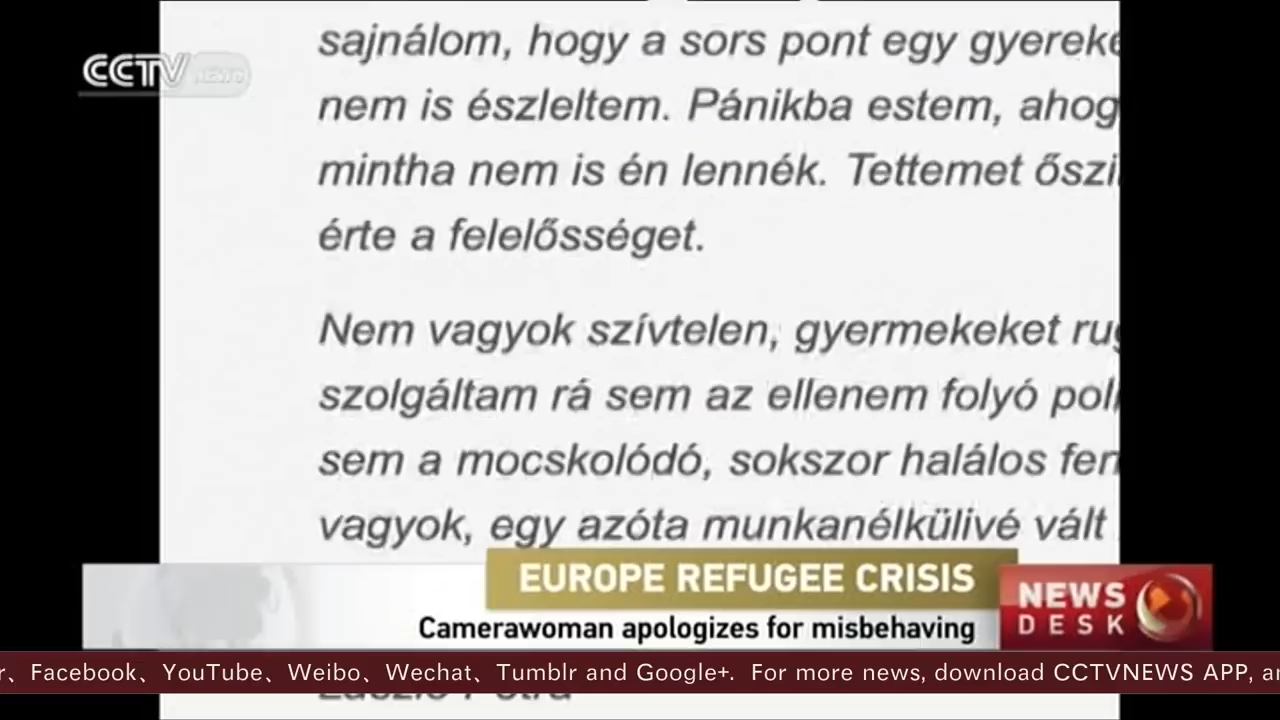 CCTV NEWS
sajnálom, hogy a sors pont egy gyereke
nem is észleltem. Pánikba estem, ahog
mintha nem is én lennék. Tettemet őszi
érte a felelősséget.
Nem vagyok szívtelen, gyermekeket rug
szolgáltam rá sem az ellenem folyó pol
sem a mocskolódó, sokszor halálos fen
vagyok, egy azóta munkanélkülivé vált
EUROPE REFUGEE CRISIS
Camerawoman apologizes for misbehaving
NEWS
DESK
r、Facebook、YouTube、Weibo、Wechat、Tumblr and Google+. For more news, download CCTVNEWS APP, an